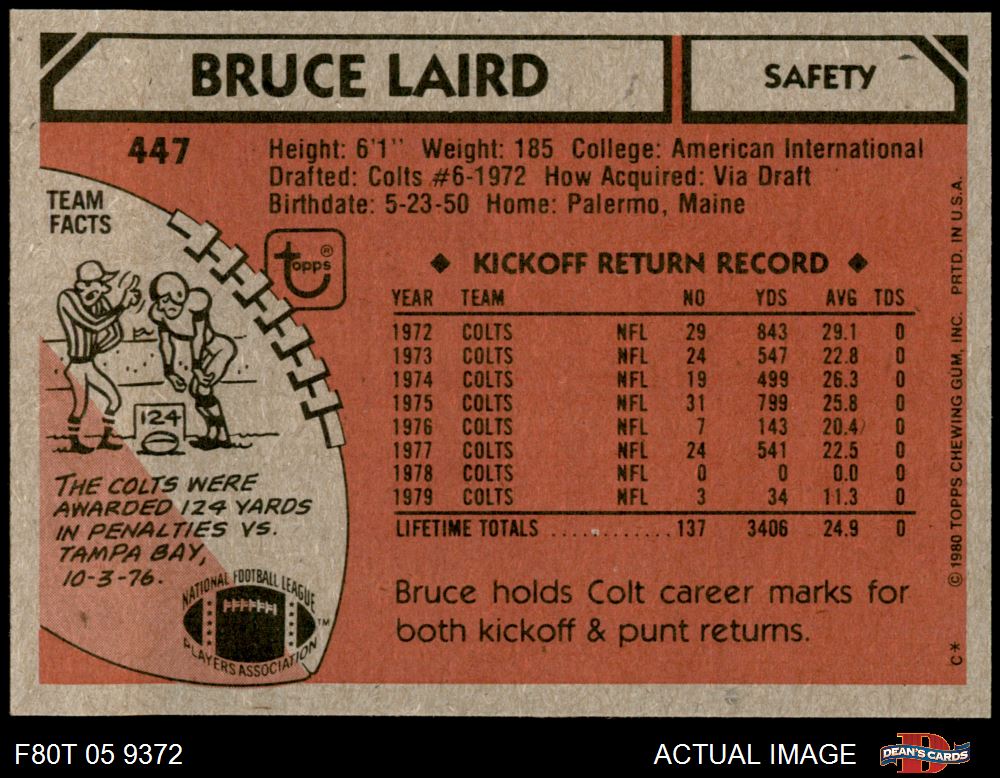 BRUCE LAIRD
SAFETY
447
Height: 6'1" Weight: 185 College: American International
Drafted: Colts #6-1972 How Acquired: Via Draft
Birthdate: 5-23-50 Home: Palermo, Maine
TEAM
FACTS
topps ®
◆ KICKOFF RETURN RECORD ◆
YEAR TEAM NO YDS AVG TDS
1972 COLTS NFL 29 843 29.1 0
1973 COLTS NFL 24 547 22.8 0
1974 COLTS NFL 19 499 26.3 0
1975 COLTS NFL 31 799 25.8 0
1976 COLTS NFL 7 143 20.4 0
1977 COLTS NFL 24 541 22.5 0
1978 COLTS NFL 0 0 0.0 0
1979 COLTS NFL 3 34 11.3 0
LIFETIME TOTALS ............ 137 3406 24.9 0
Bruce holds Colt career marks for
both kickoff & punt returns.
124
THE COLTS WERE
AWARDED 124 YARDS
IN PENALTIES VS.
TAMPA BAY,
10-3-76.
NATIONAL FOOTBALL LEAGUE
PLAYERS ASSOCIATION
TM
C* © 1980 TOPPS CHEWING GUM, INC. PRTD. IN U.S.A.
F80T 05 9372
ACTUAL IMAGE
D
DEAN'S CARDS